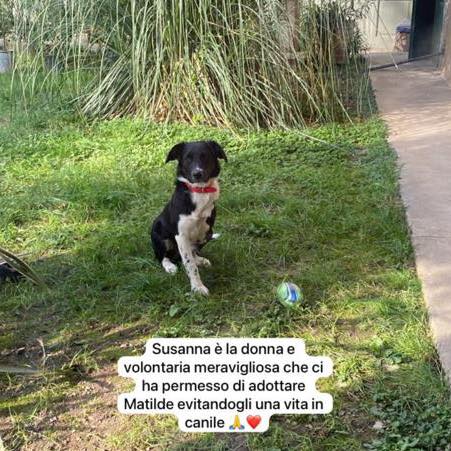 Susanna è la donna e
volontaria meravigliosa che ci
ha permesso di adottare
Matilde evitandogli una vita in
canile 🙏❤️